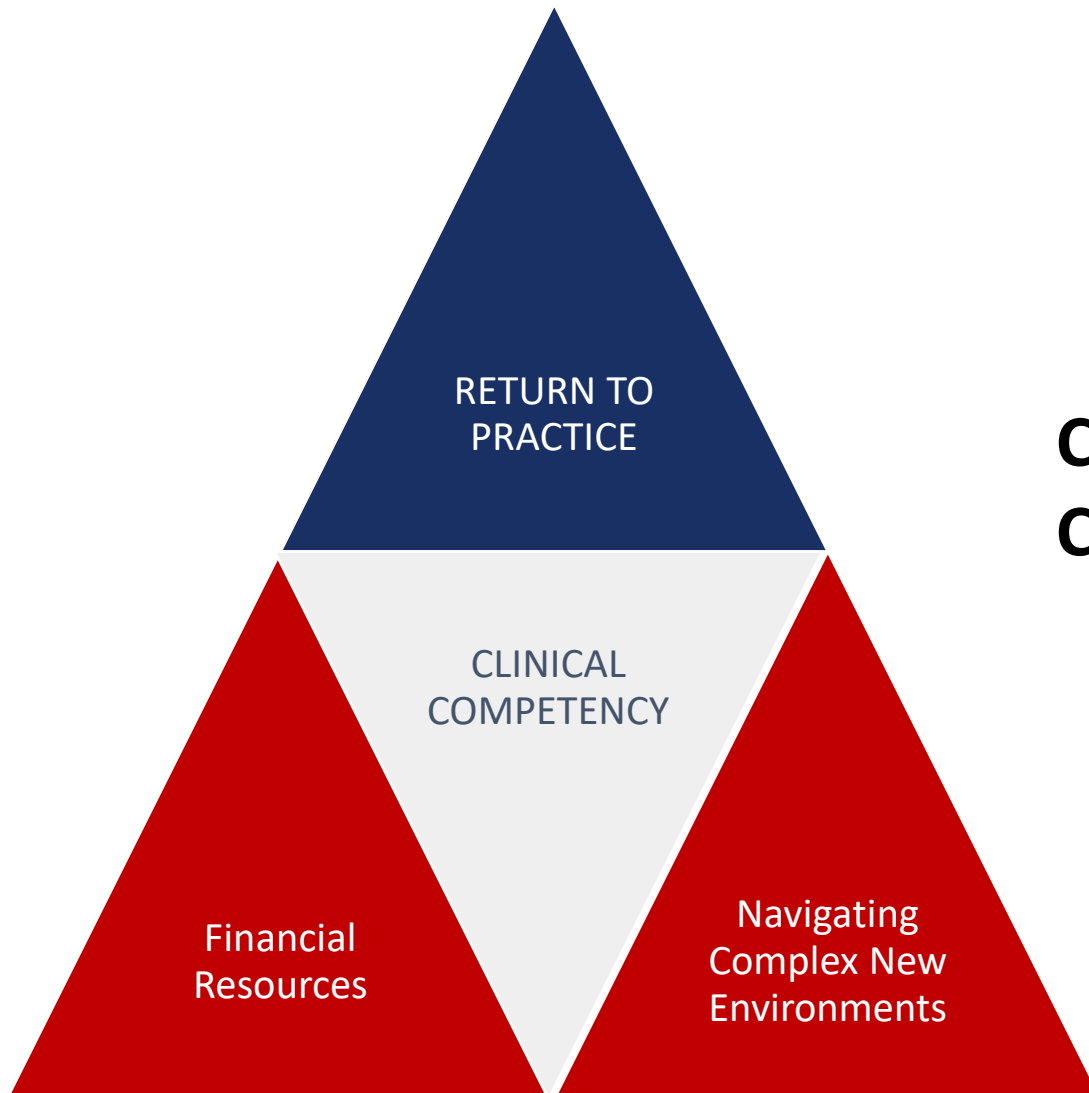 RETURN TO
PRACTICE
C
C
CLINICAL
COMPETENCY
Financial
Resources
Navigating
Complex New
Environments